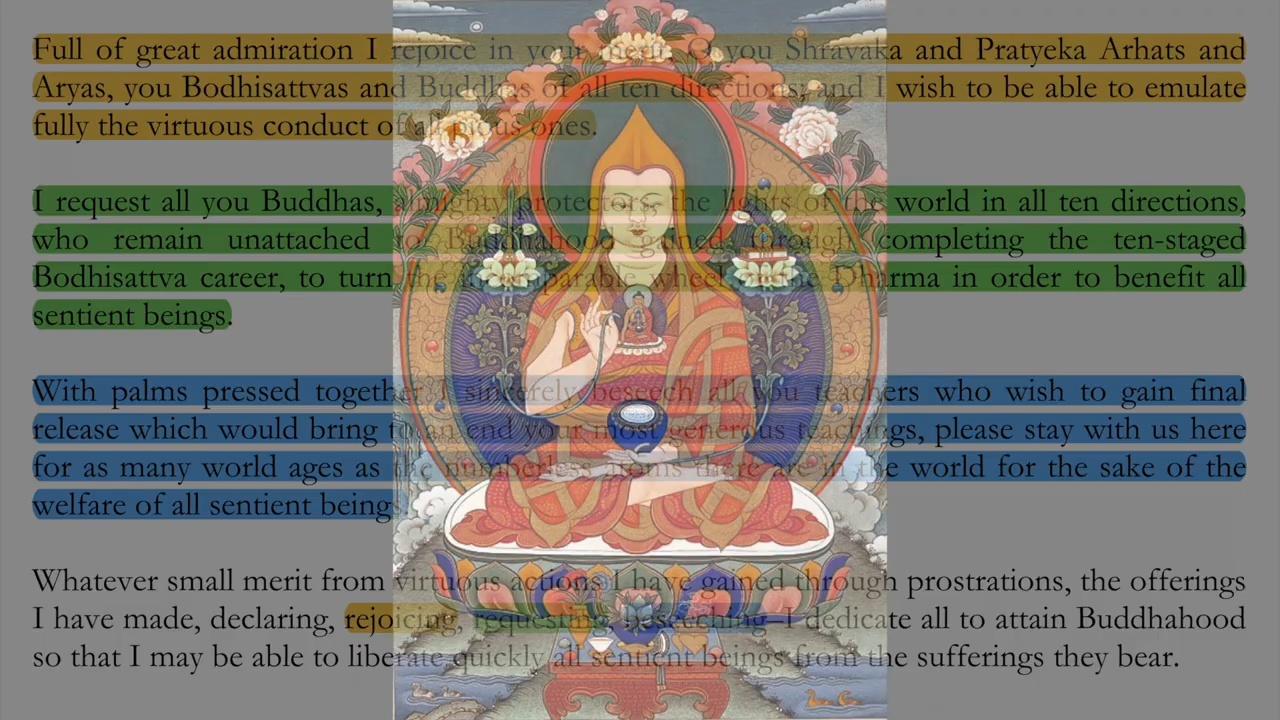 Full of great admiration I rejoice in your merit, O you Shravaka and Pratyeka Arhats and
Aryas, you Bodhisattvas and Buddhas of all ten directions; and I wish to be able to emulate
fully the virtuous conduct of all pious ones.
I request all you Buddhas, almighty protectors, the lights of the world in all ten directions,
who remain unattached to Buddhahood gained through completing the ten-staged
Bodhisattva career, to turn the incomparable wheel of the Dharma in order to benefit all
sentient beings.
With palms pressed together I sincerely beseech all you teachers who wish to gain final
release which would bring to an end your most generous teachings, please stay with us here
for as many world ages as the numberless atoms there are in the world for the sake of the
welfare of all sentient beings
Whatever small merit from virtuous actions I have gained through prostrations, the offerings
I have made, declaring, rejoicing, requesting, beseeching–I dedicate all to attain Buddhahood
so that I may be able to liberate quickly all sentient beings from the sufferings they bear.